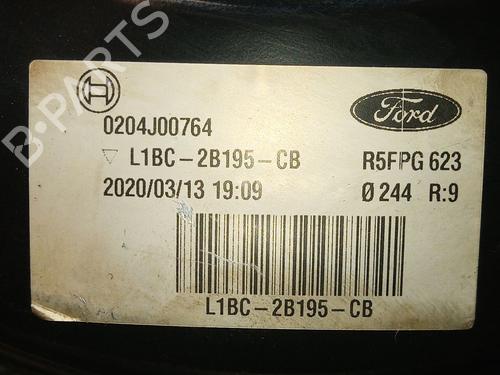 Ford
0204J00764
▽ L1BC-2B195-CB R5FPG 623
2020/03/13 19:09 Ø 244 R:9
L1BC-2B195-CB
B-PARTS